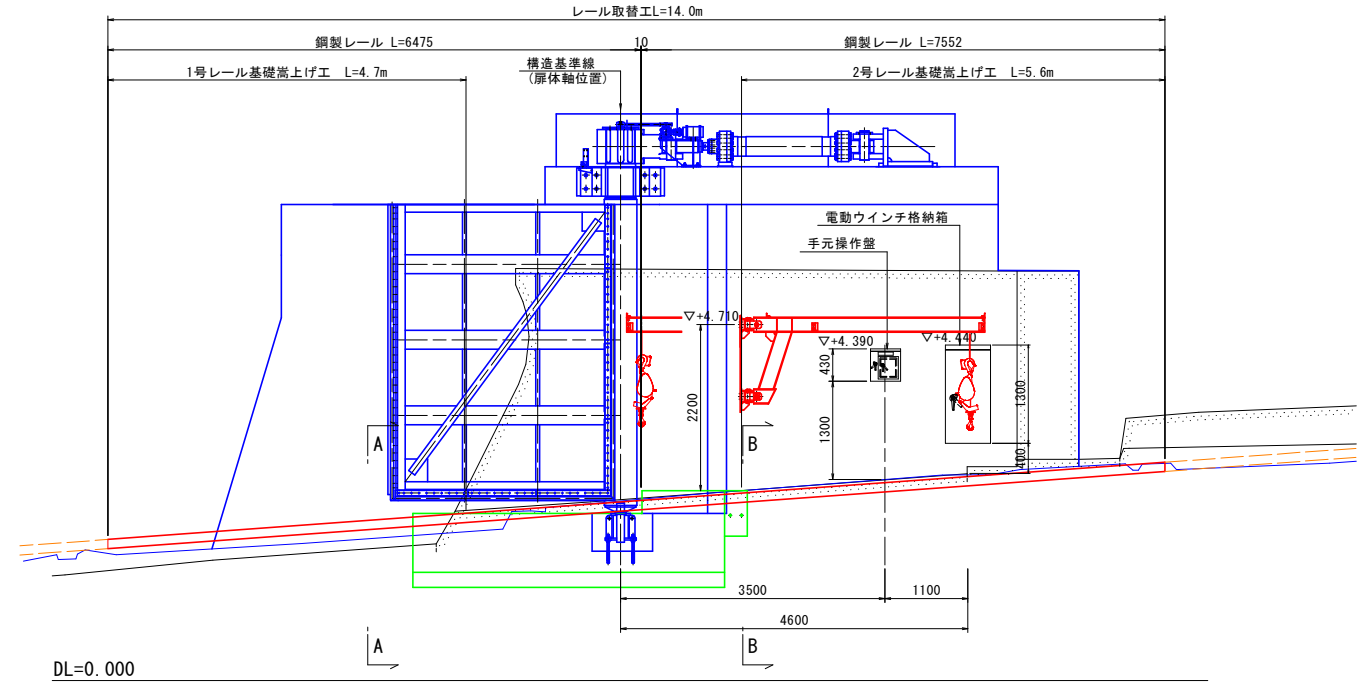 レール取替工L=14.0m
鋼製レール L=6475
10
鋼製レール L=7552
1号レール基礎嵩上げ工 L=4.7m
構造基準線
(扉体軸位置)
2号レール基礎嵩上げ工 L=5.6m
電動ウインチ格納箱
手元操作盤
▽+4.710
▽+4.390
▽+4.440
430
1300
2200
1300
400
A
B
3500
1100
4600
A
B
DL=0.000